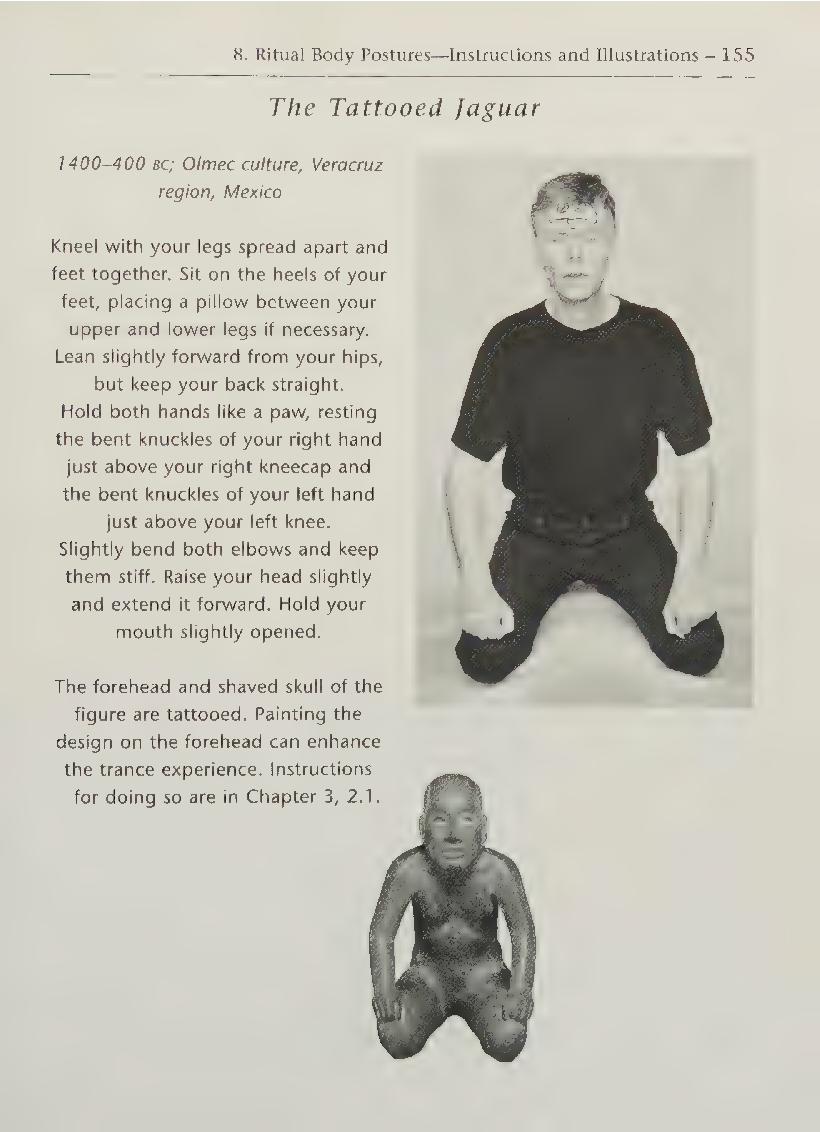 8. Ritual Body Postures—Instructions and Illustrations – 155
The Tattooed Jaguar
1400–400 BC; Olmec culture, Veracruz
region, Mexico
Kneel with your legs spread apart and
feet together. Sit on the heels of your
feet, placing a pillow between your
upper and lower legs if necessary.
Lean slightly forward from your hips,
but keep your back straight.
Hold both hands like a paw, resting
the bent knuckles of your right hand
just above your right kneecap and
the bent knuckles of your left hand
just above your left knee.
Slightly bend both elbows and keep
them stiff. Raise your head slightly
and extend it forward. Hold your
mouth slightly opened.
The forehead and shaved skull of the
figure are tattooed. Painting the
design on the forehead can enhance
the trance experience. Instructions
for doing so are in Chapter 3, 2.1.